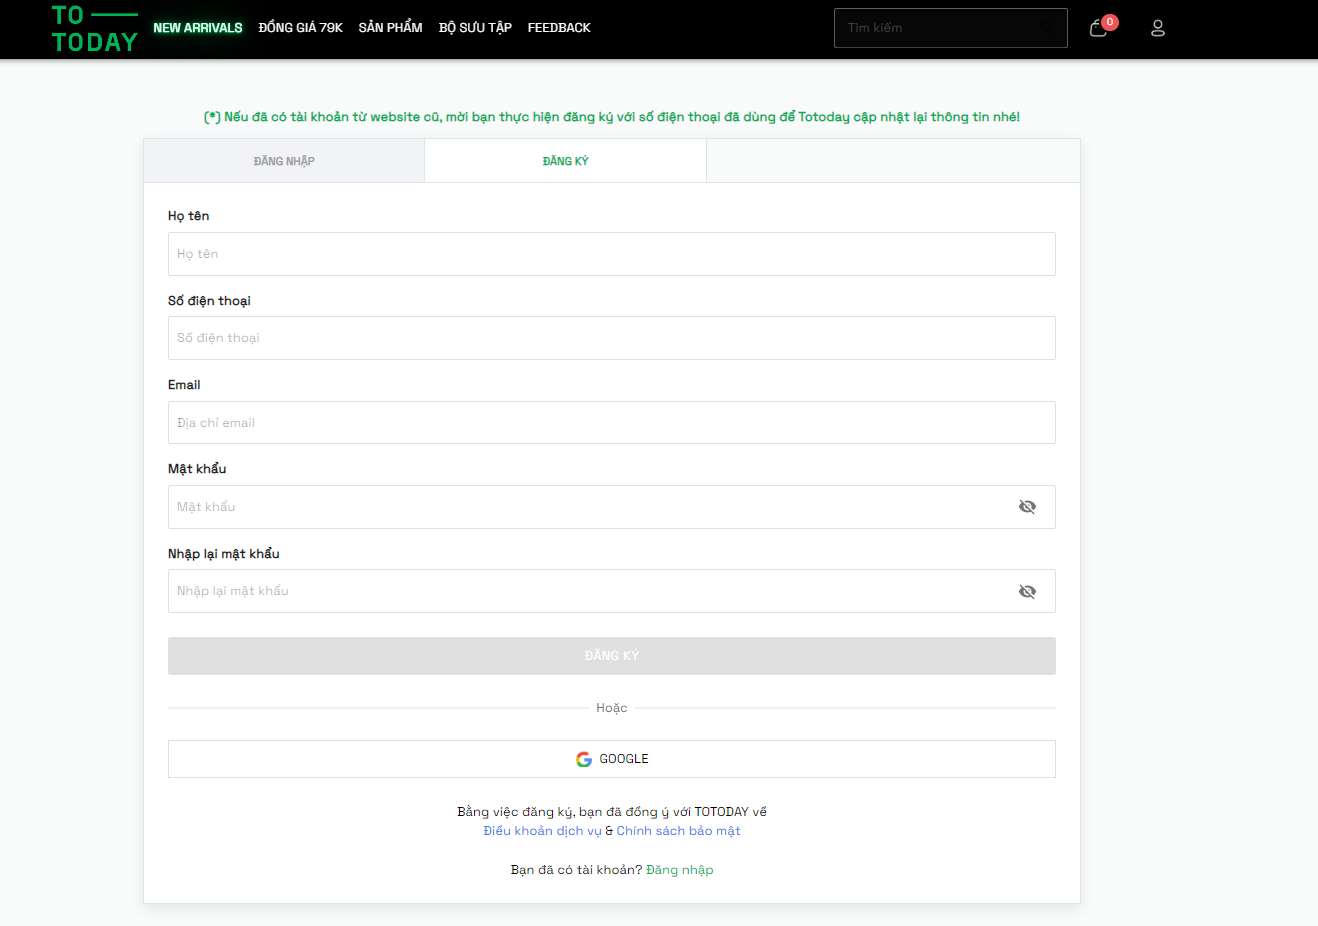 TO
TODAY
NEW ARRIVALS ĐỒNG GIÁ 79K SẢN PHẨM BỘ SƯU TẬP FEEDBACK
Tìm kiếm
0
(*) Nếu đã có tài khoản từ website cũ, mời bạn thực hiện đăng ký với số điện thoại đã dùng để Totoday cập nhật lại thông tin nhé!
ĐĂNG NHẬP ĐĂNG KÝ
Họ tên
Họ tên
Số điện thoại
Số điện thoại
Email
Địa chỉ email
Mật khẩu
Mật khẩu
Nhập lại mật khẩu
Nhập lại mật khẩu
ĐĂNG KÝ
Hoặc
GOOGLE
Bằng việc đăng ký, bạn đã đồng ý với TOTODAY về
Điều khoản dịch vụ & Chính sách bảo mật
Bạn đã có tài khoản? Đăng nhập